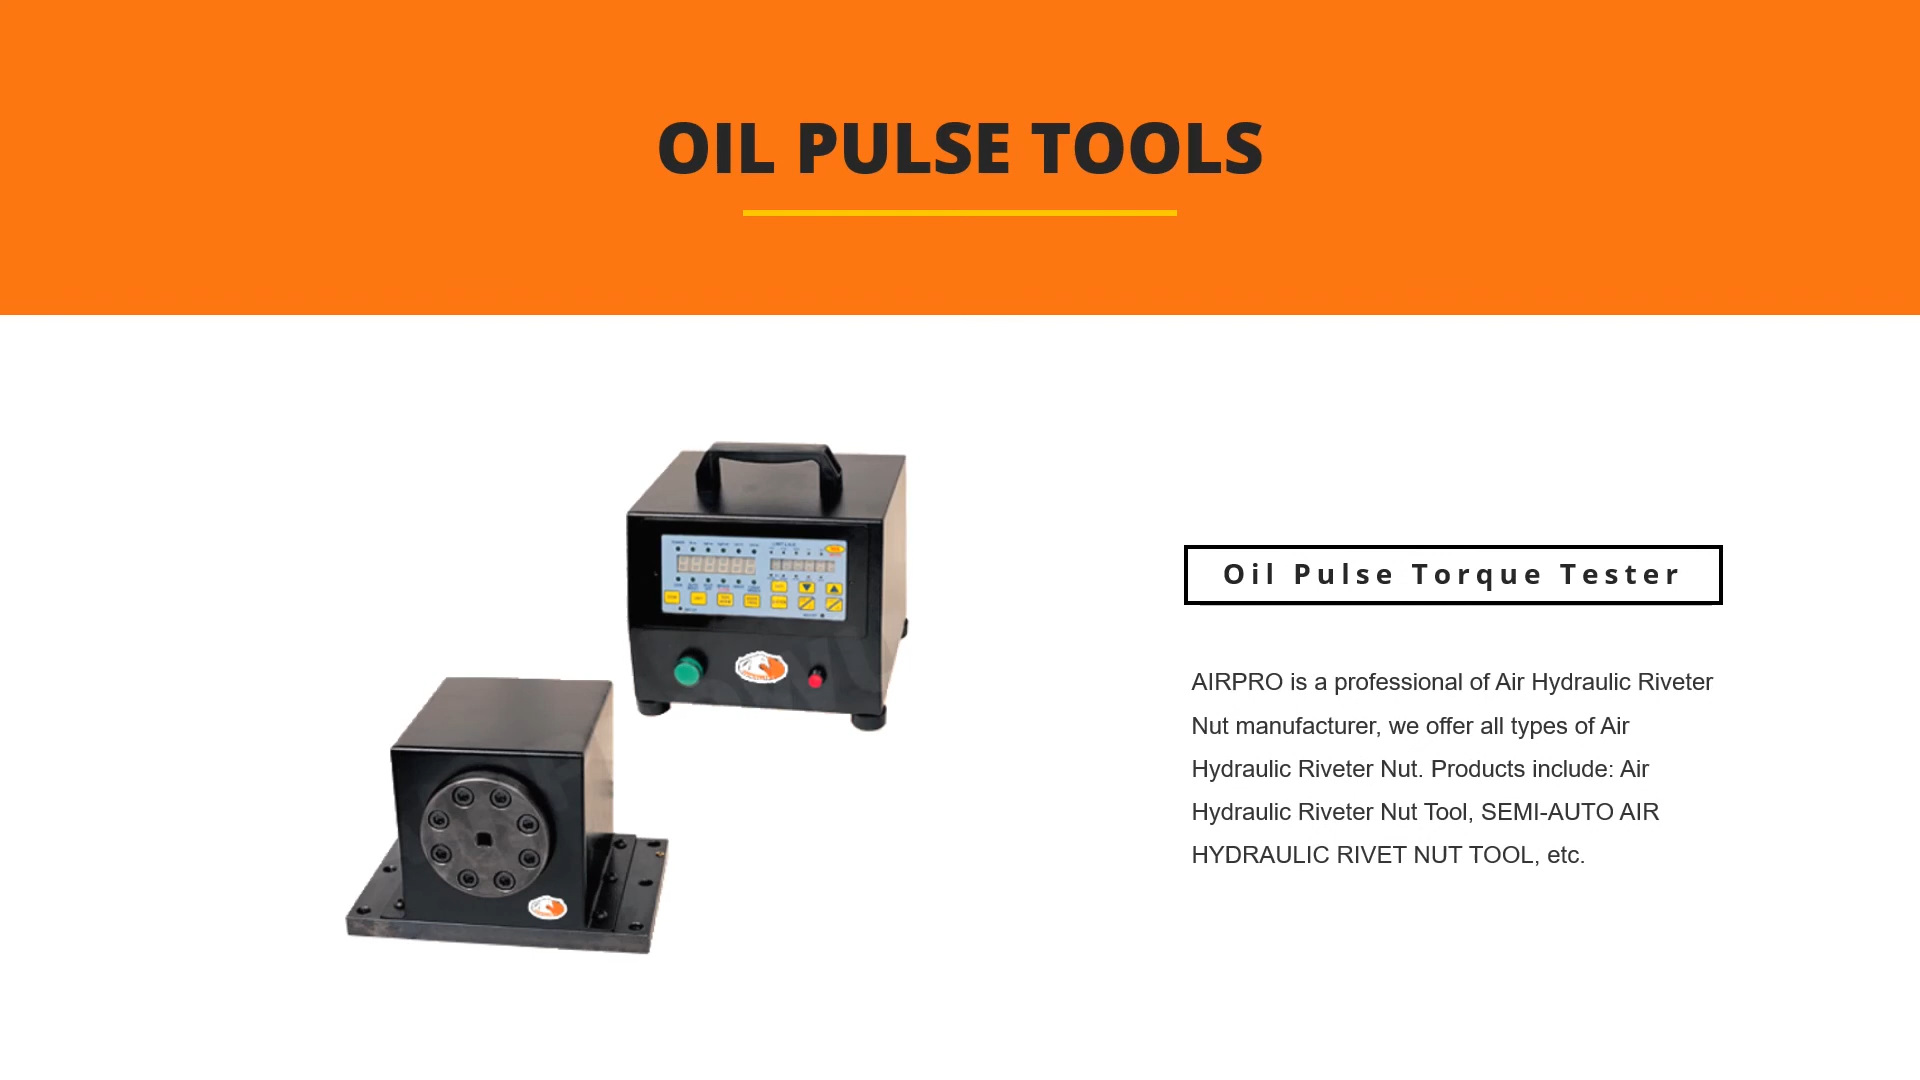 OIL PULSE TOOLS
Oil Pulse Torque Tester
AIRPRO is a professional of Air Hydraulic Riveter
Nut manufacturer, we offer all types of Air
Hydraulic Riveter Nut. Products include: Air
Hydraulic Riveter Nut Tool, SEMI-AUTO AIR
HYDRAULIC RIVET NUT TOOL, etc.